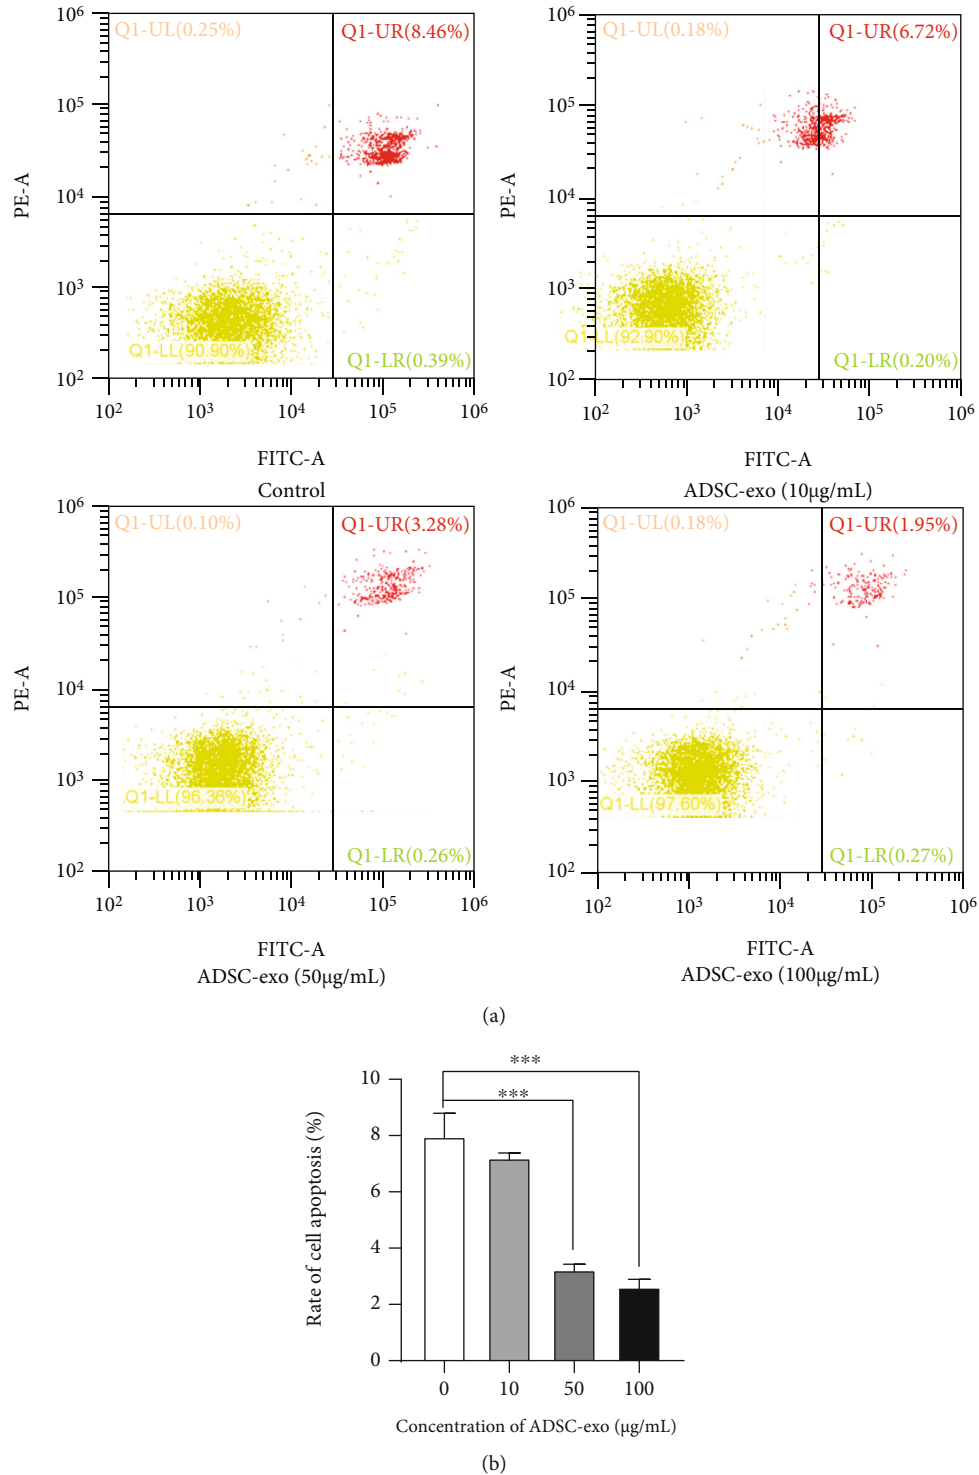 10⁶
Q1-UL(0.25%)
Q1-UR(8.46%)
10⁵
PE-A
10⁴
10³
Q1-LL(90.90%)
Q1-LR(0.39%)
10²
10² 10³ 10⁴ 10⁵ 10⁶
FITC-A
Control
10⁶
Q1-UL(0.18%)
Q1-UR(6.72%)
10⁵
PE-A
10⁴
10³
Q1-LL(92.90%)
Q1-LR(0.20%)
10²
10² 10³ 10⁴ 10⁵ 10⁶
FITC-A
ADSC-exo (10μg/mL)
10⁶
Q1-UL(0.10%)
Q1-UR(3.28%)
10⁵
PE-A
10⁴
10³
Q1-LL(96.36%)
Q1-LR(0.26%)
10²
10² 10³ 10⁴ 10⁵ 10⁶
FITC-A
ADSC-exo (50μg/mL)
10⁶
Q1-UL(0.18%)
Q1-UR(1.95%)
10⁵
PE-A
10⁴
10³
Q1-LL(97.60%)
Q1-LR(0.27%)
10²
10² 10³ 10⁴ 10⁵ 10⁶
FITC-A
ADSC-exo (100μg/mL)
(a)
***
***
10
8
6
4
2
0
Rate of cell apoptosis (%)
0 10 50 100
Concentration of ADSC-exo (μg/mL)
(b)